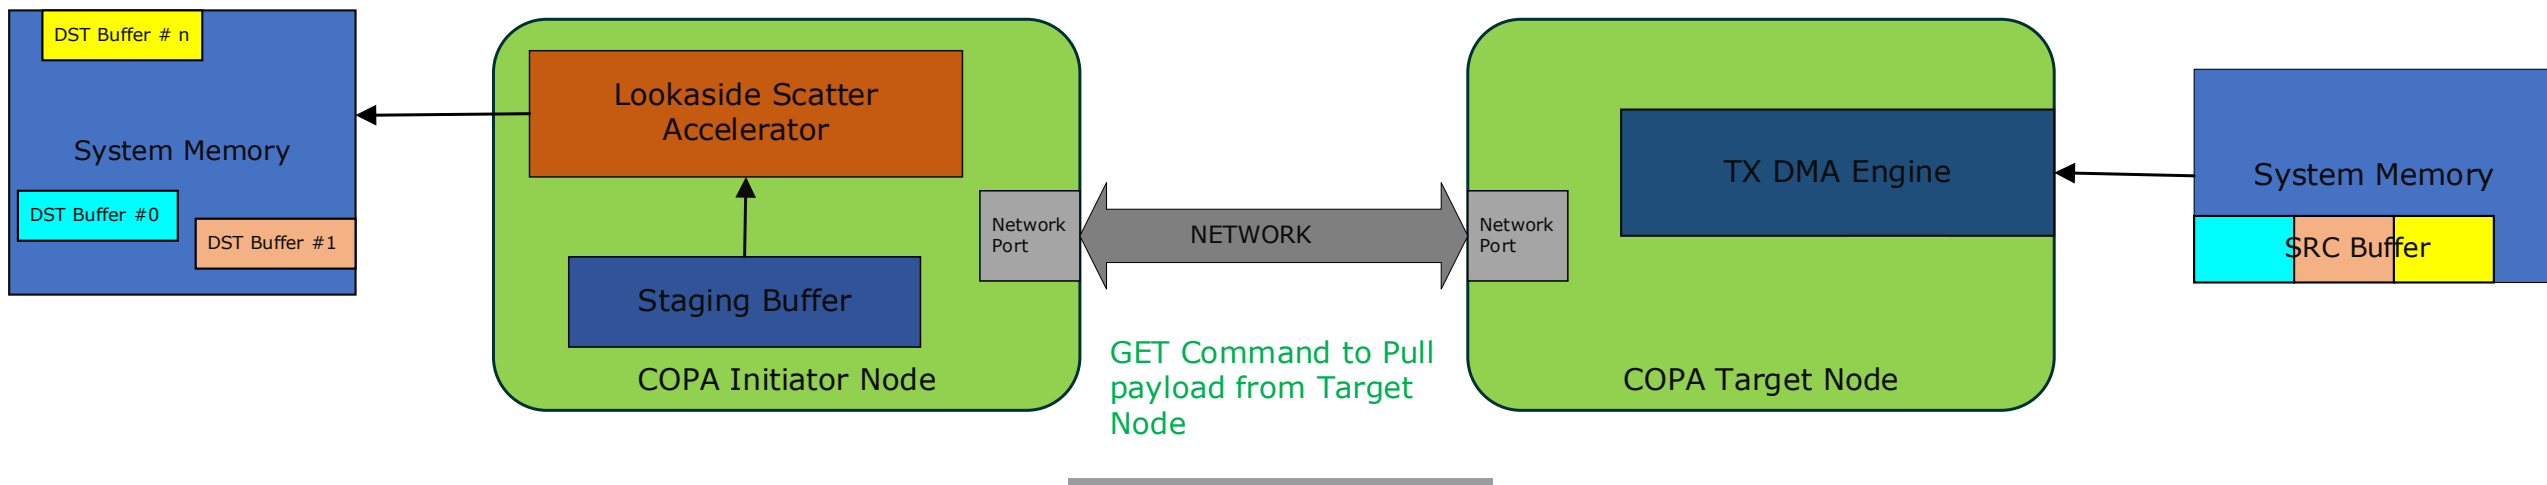 DST Buffer # n
System Memory
DST Buffer #0
DST Buffer #1
Lookaside Scatter
Accelerator
Staging Buffer
COPA Initiator Node
Network
Port
NETWORK
GET Command to Pull
payload from Target
Node
Network
Port
TX DMA Engine
COPA Target Node
System Memory
SRC Buffer